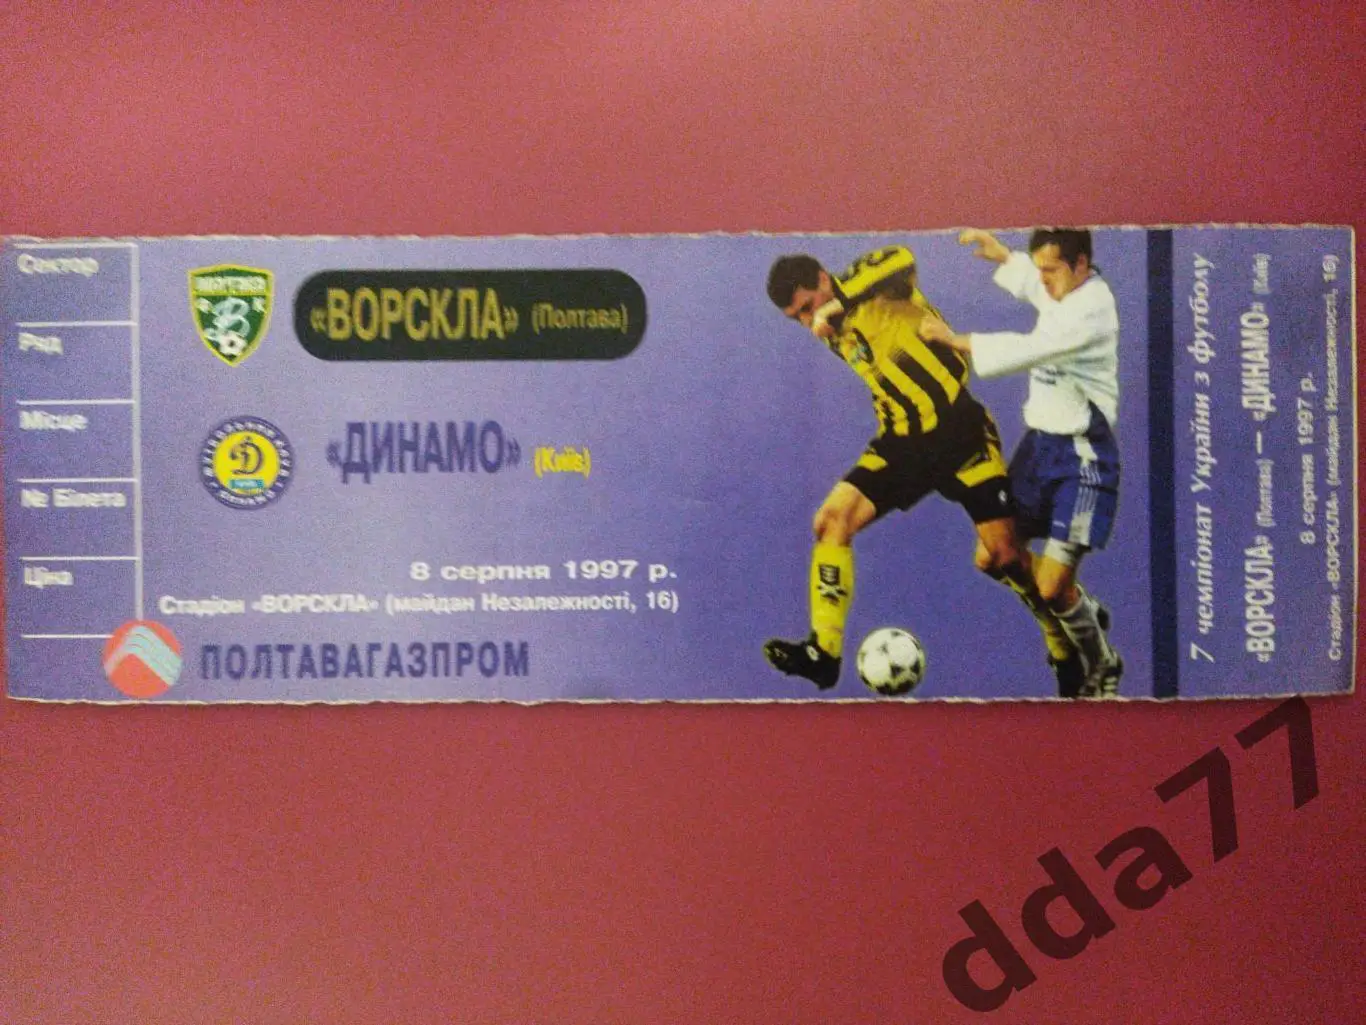 Сектор
Ряд
Місце
№ Білета
Ціна
«ВОРСКЛА» (Полтава)
«ДИНАМО» (Київ)
8 серпня 1997 р.
Стадіон «ВОРСКЛА» (майдан Незалежності, 16)
ПОЛТАВАГАЗПРОМ
7 чемпіонат України з футболу
«ВОРСКЛА» (Полтава) — «ДИНАМО» (Київ)
8 серпня 1997 р.
Стадіон «ВОРСКЛА» (майдан Незалежності, 16)
dda77